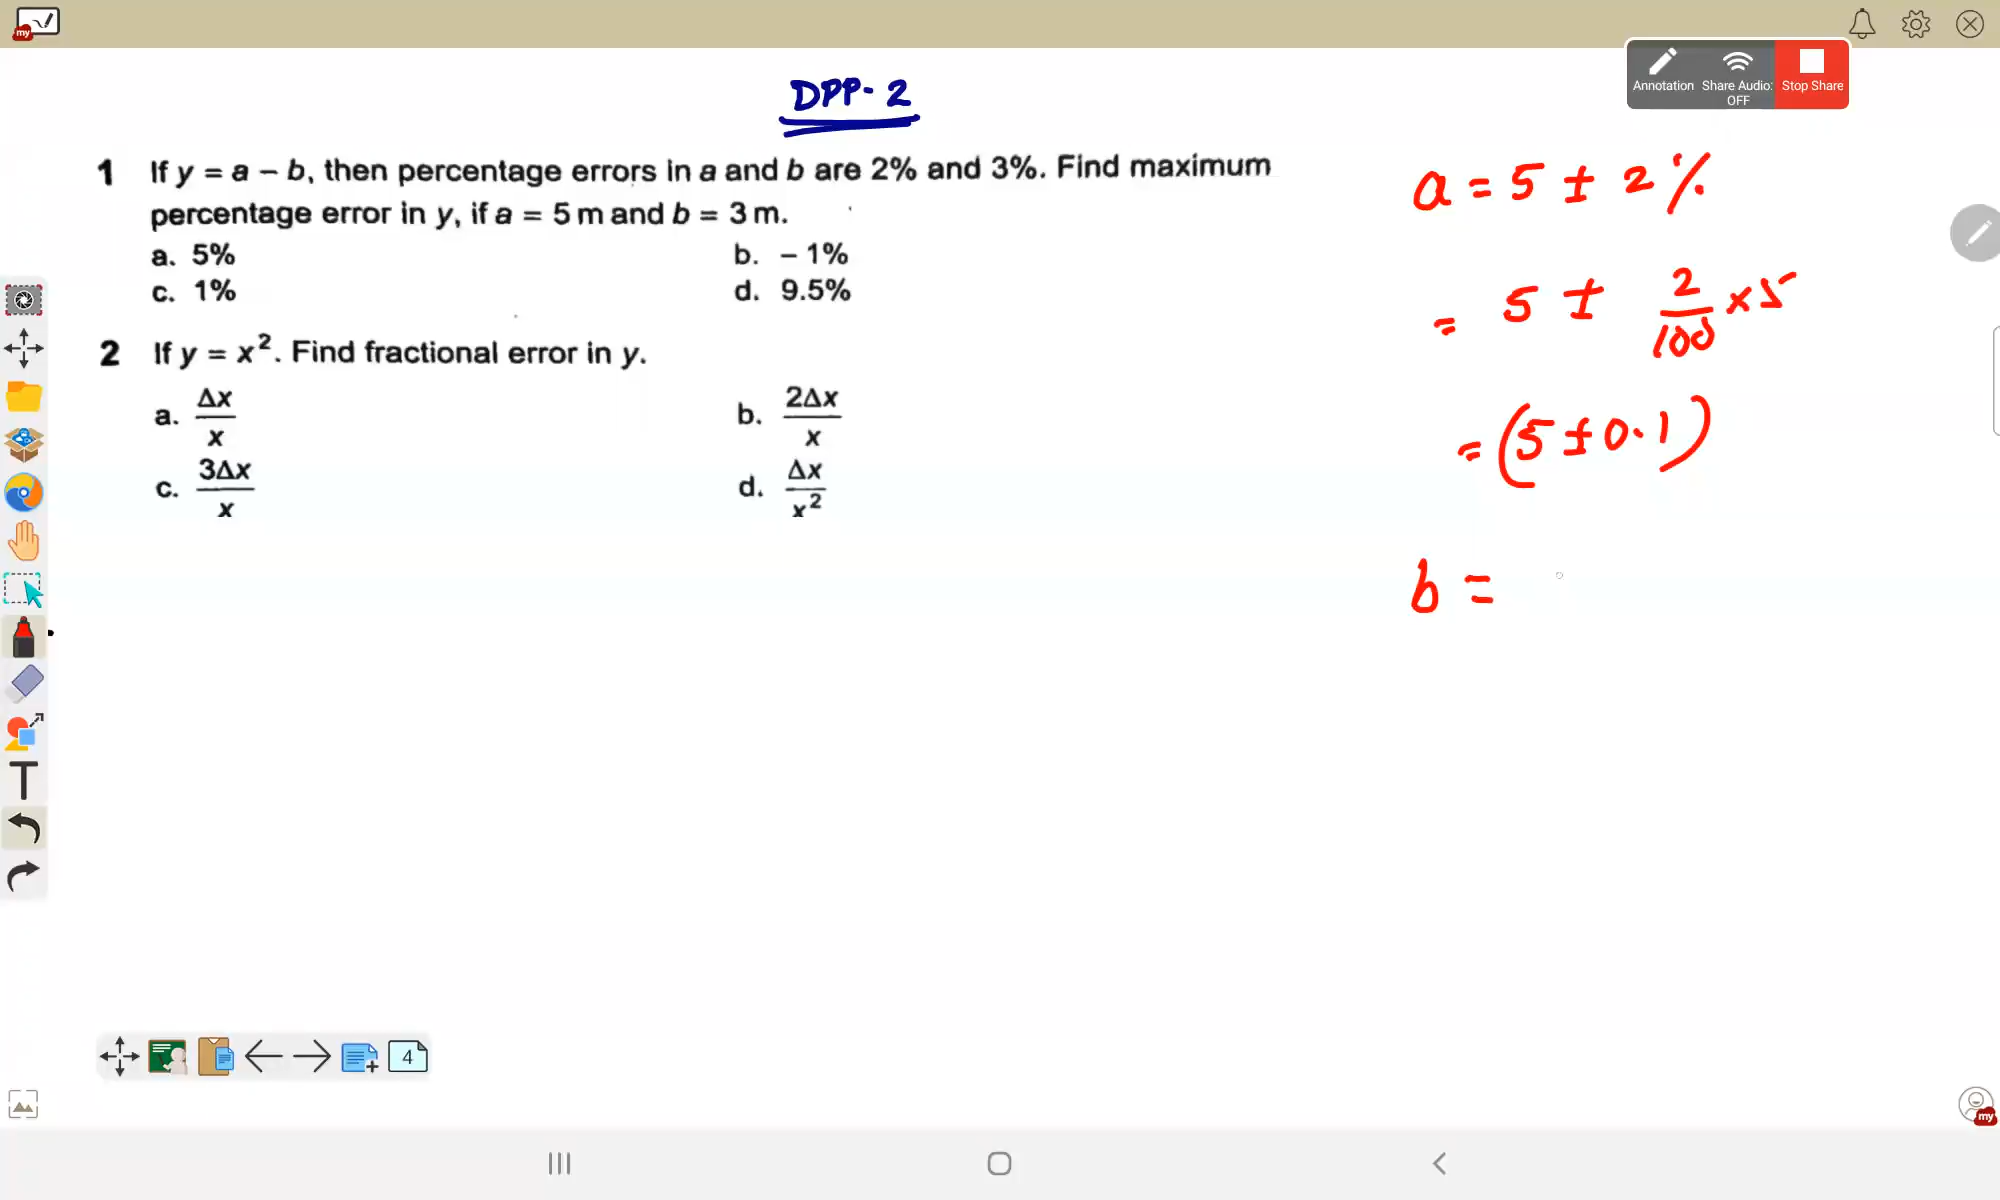 my
Annotation
Share Audio: OFF
Stop Share
DPP-2
1 If y = a – b, then percentage errors in a and b are 2% and 3%. Find maximum
percentage error in y, if a = 5 m and b = 3 m.
a. 5%
b. – 1%
c. 1%
d. 9.5%
2 If y = x². Find fractional error in y.
a. Δx/x
b. 2Δx/x
c. 3Δx/x
d. Δx/x²
a = 5 ± 2%
= 5 ± 2/100 × 5
= (5 ± 0.1)
b =
T
4
my